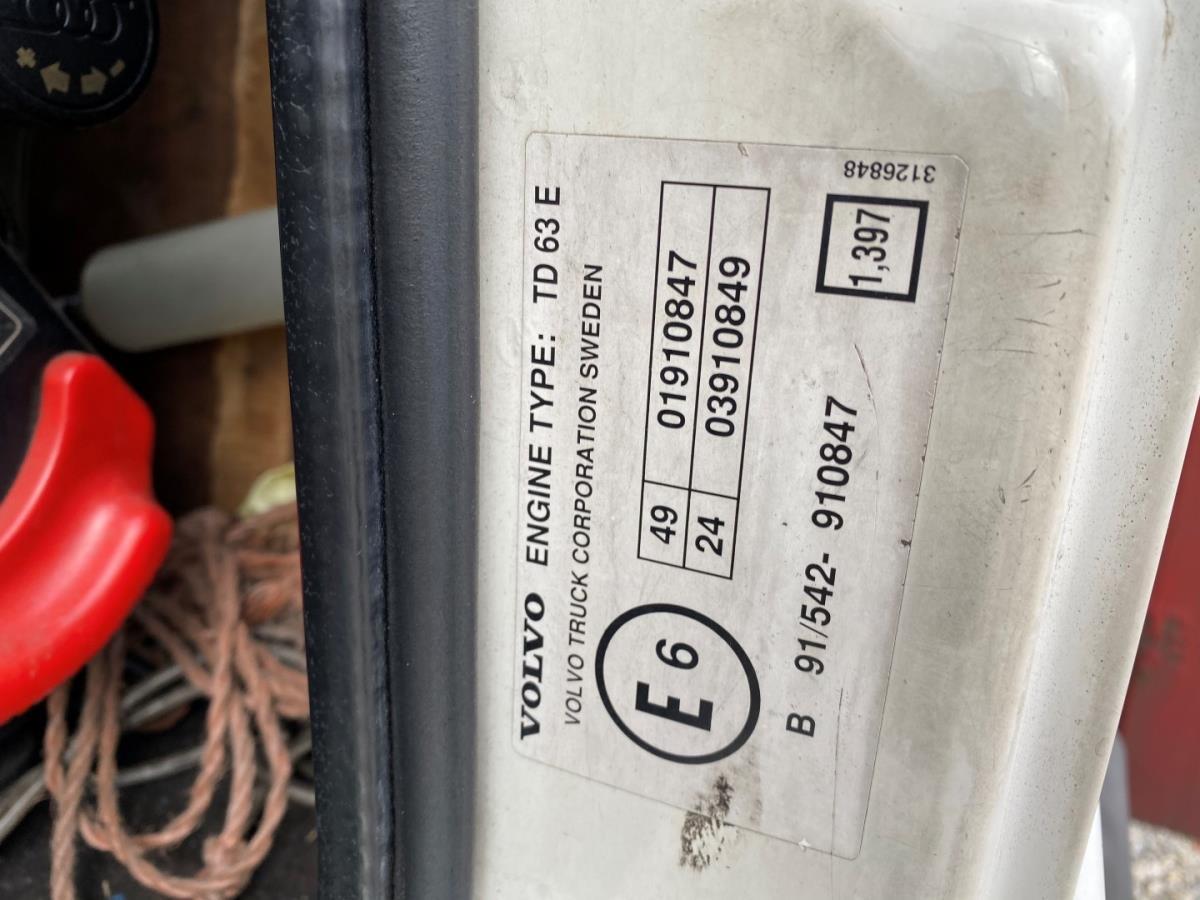 VOLVO ENGINE TYPE: TD 63 E
VOLVO TRUCK CORPORATION SWEDEN
E 6
49 01910847
24 03910849
B 91/542- 910847
1,397
3126848